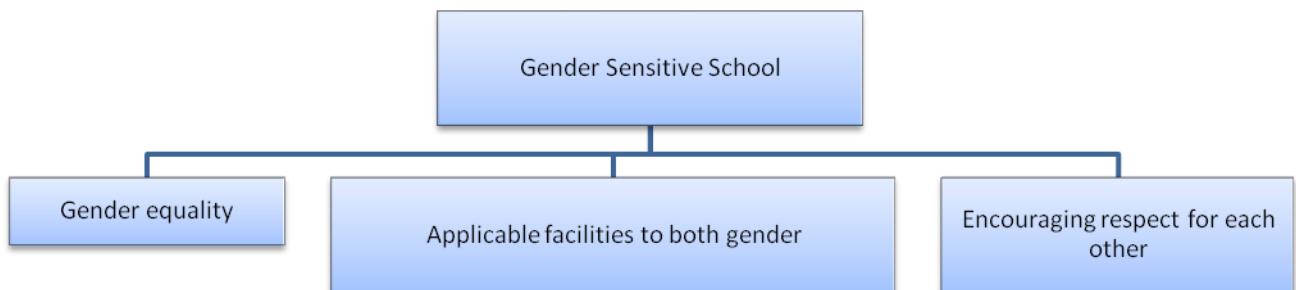 Gender Sensitive School
Gender equality
Applicable facilities to both gender
Encouraging respect for each
other